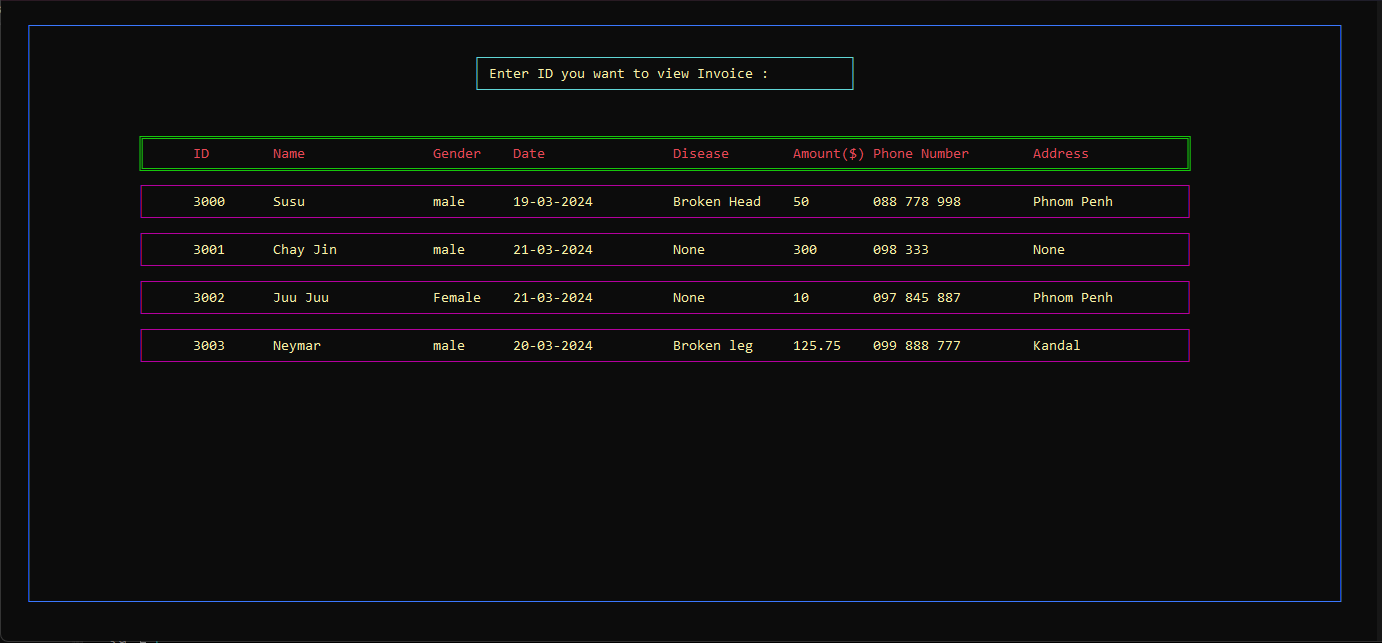 Enter ID you want to view Invoice :
ID Name Gender Date Disease Amount($) Phone Number Address
3000 Susu male 19-03-2024 Broken Head 50 088 778 998 Phnom Penh
3001 Chay Jin male 21-03-2024 None 300 098 333 None
3002 Juu Juu Female 21-03-2024 None 10 097 845 887 Phnom Penh
3003 Neymar male 20-03-2024 Broken leg 125.75 099 888 777 Kandal